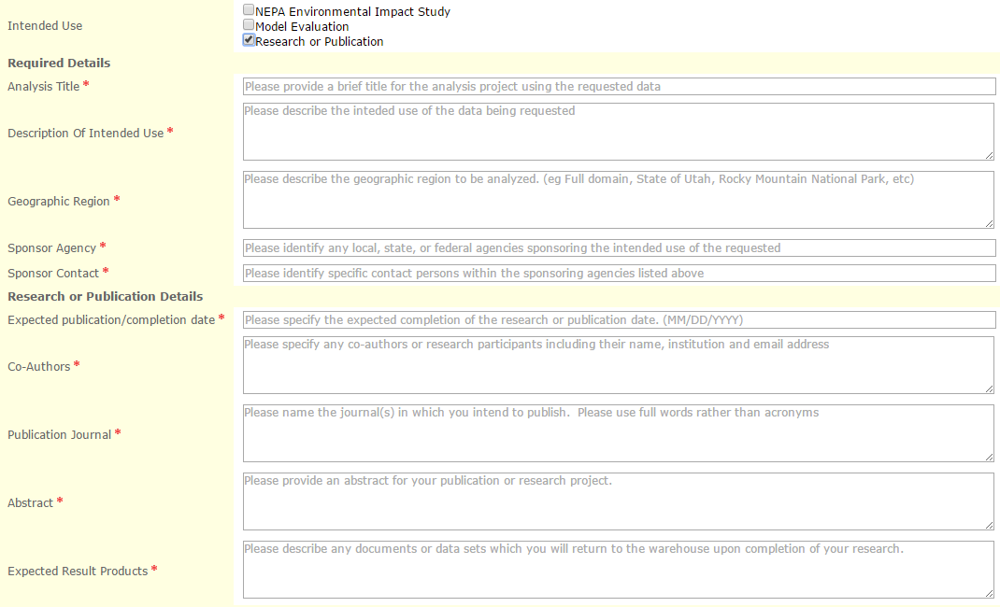 Intended Use
NEPA Environmental Impact Study
Model Evaluation
Research or Publication
Required Details
Analysis Title *
Please provide a brief title for the analysis project using the requested data
Description Of Intended Use *
Please describe the inteded use of the data being requested
Geographic Region *
Please describe the geographic region to be analyzed. (eg Full domain, State of Utah, Rocky Mountain National Park, etc)
Sponsor Agency *
Please identify any local, state, or federal agencies sponsoring the intended use of the requested
Sponsor Contact *
Please identify specific contact persons within the sponsoring agencies listed above
Research or Publication Details
Expected publication/completion date *
Please specify the expected completion of the research or publication date. (MM/DD/YYYY)
Co-Authors *
Please specify any co-authors or research participants including their name, institution and email address
Publication Journal *
Please name the journal(s) in which you intend to publish.  Please use full words rather than acronyms
Abstract *
Please provide an abstract for your publication or research project.
Expected Result Products *
Please describe any documents or data sets which you will return to the warehouse upon completion of your research.